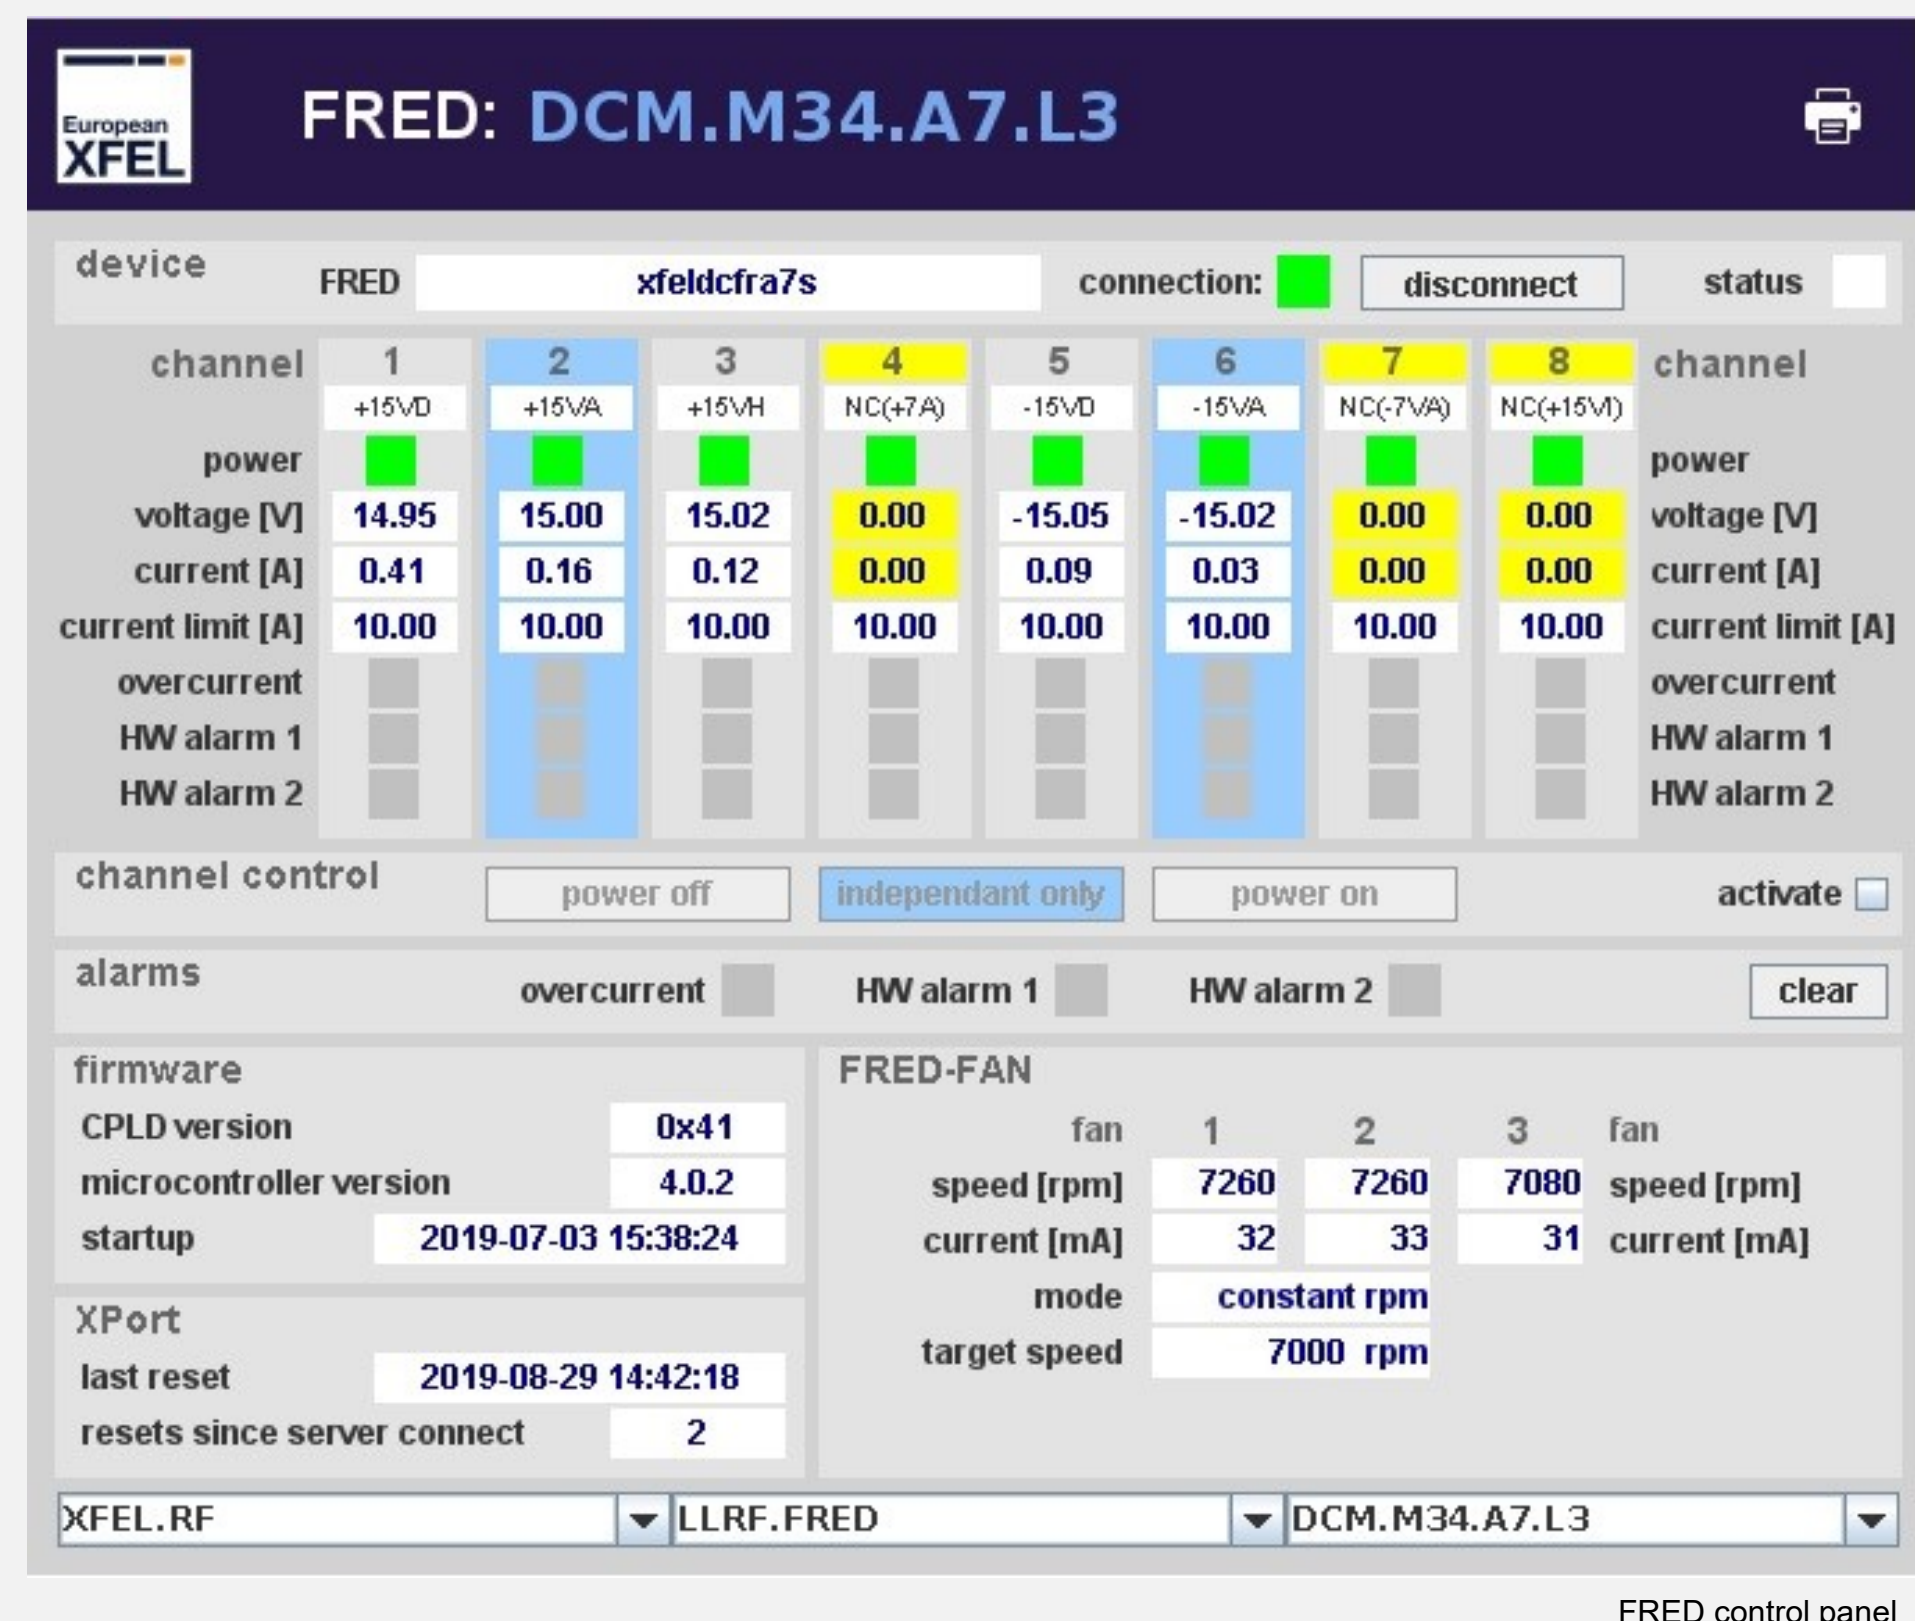 European
XFEL
FRED: DCM.M34.A7.L3
device FRED xfeldcfra7s connection: disconnect status
channel 1 2 3 4 5 6 7 8 channel
+15VD +15VA +15VH NC(+7A) -15VD -15VA NC(-7VA) NC(+15VI)
power power
voltage [V] 14.95 15.00 15.02 0.00 -15.05 -15.02 0.00 0.00 voltage [V]
current [A] 0.41 0.16 0.12 0.00 0.09 0.03 0.00 0.00 current [A]
current limit [A] 10.00 10.00 10.00 10.00 10.00 10.00 10.00 10.00 current limit [A]
overcurrent overcurrent
HW alarm 1 HW alarm 1
HW alarm 2 HW alarm 2
channel control power off independant only power on activate
alarms overcurrent HW alarm 1 HW alarm 2 clear
firmware
CPLD version 0x41
microcontroller version 4.0.2
startup 2019-07-03 15:38:24
XPort
last reset 2019-08-29 14:42:18
resets since server connect 2
FRED-FAN
fan 1 2 3 fan
speed [rpm] 7260 7260 7080 speed [rpm]
current [mA] 32 33 31 current [mA]
mode constant rpm
target speed 7000 rpm
XFEL.RF LLRF.FRED DCM.M34.A7.L3
FRED control panel